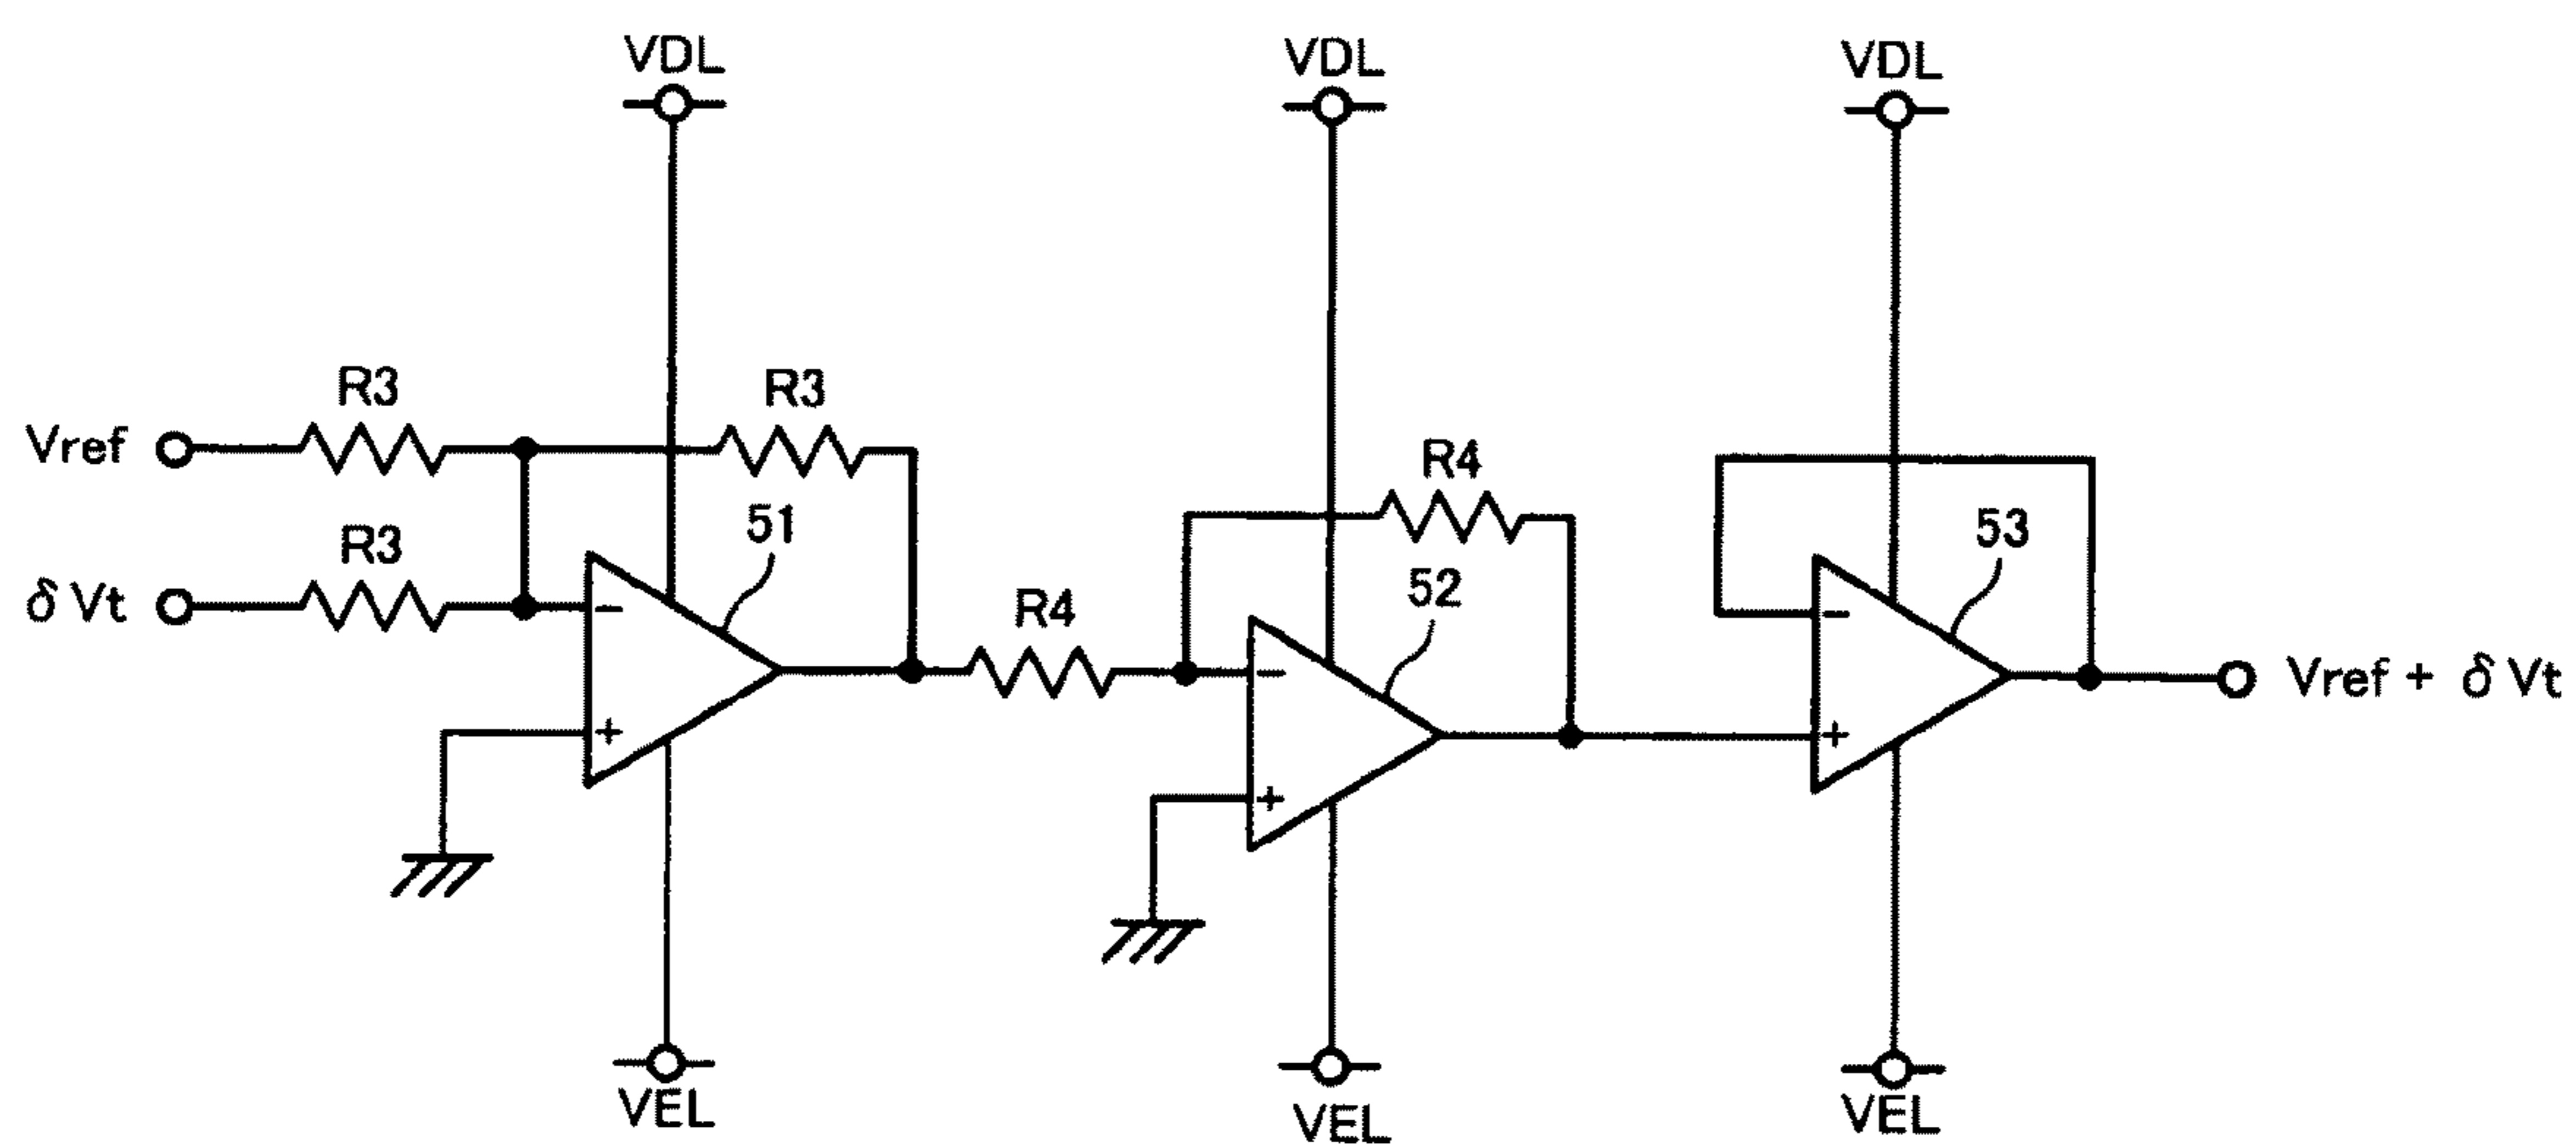 VDL
VDL
VDL
R3
R3
Vref
R4
51
53
R3
δ Vt
52
R4
−
−
−
Vref + δ Vt
+
+
+
VEL
VEL
VEL